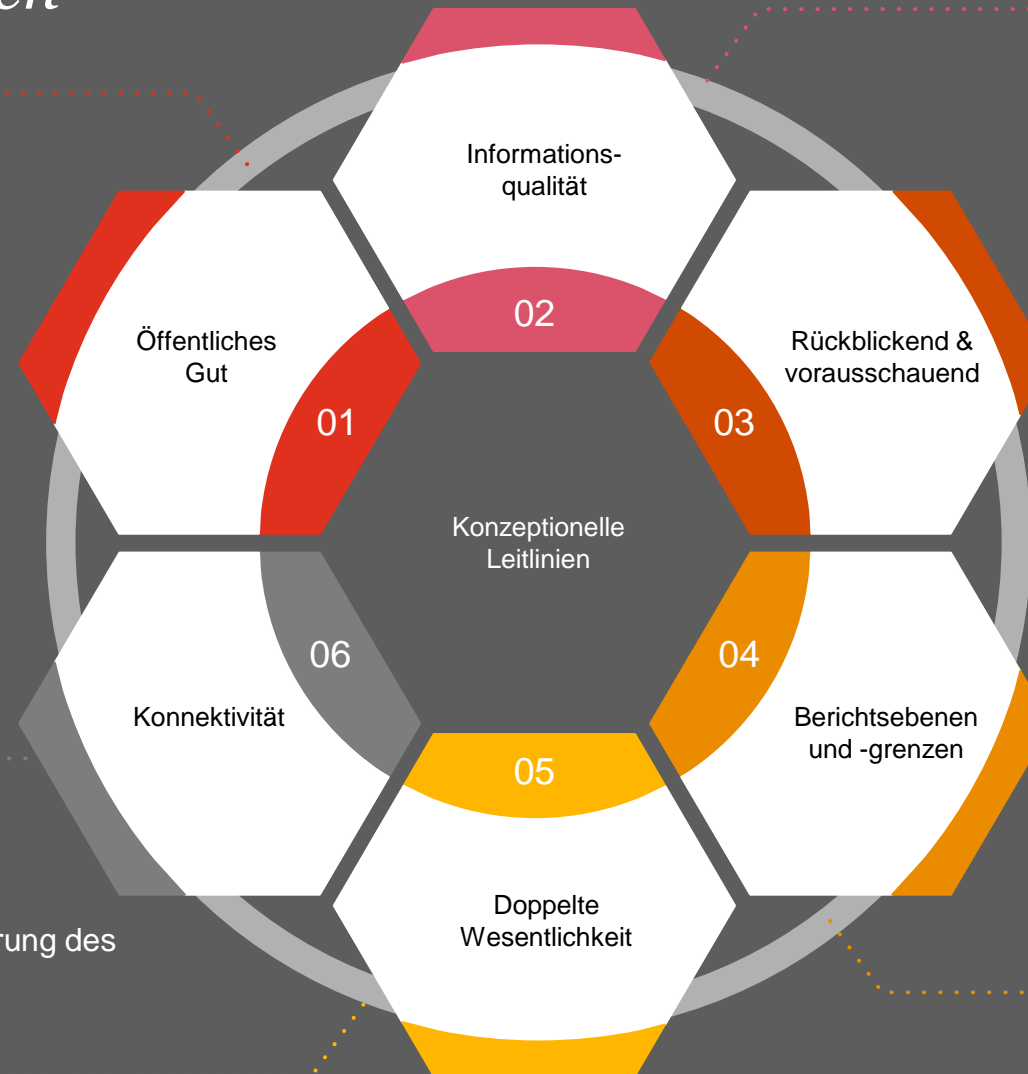 Informations-
qualität
02
Öffentliches
Gut
01
Rückblickend &
vorausschauend
03
Konzeptionelle
Leitlinien
06
Konnektivität
04
Berichtsebenen
und -grenzen
05
Doppelte
Wesentlichkeit
des